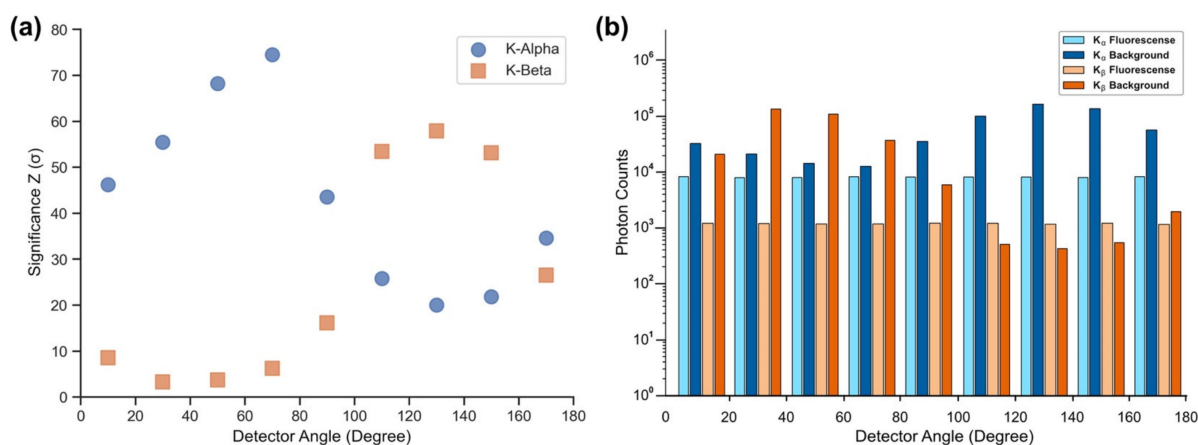 (a)
80
70
60
50
40
30
20
10
0
Significance Z (σ)
K-Alpha
K-Beta
0 20 40 60 80 100 120 140 160 180
Detector Angle (Degree)
(b)
10⁶
10⁵
10⁴
10³
10²
10¹
10⁰
Photon Counts
Kα Fluorescense
Kα Background
Kβ Fluorescense
Kβ Background
0 20 40 60 80 100 120 140 160 180
Detector Angle (Degree)